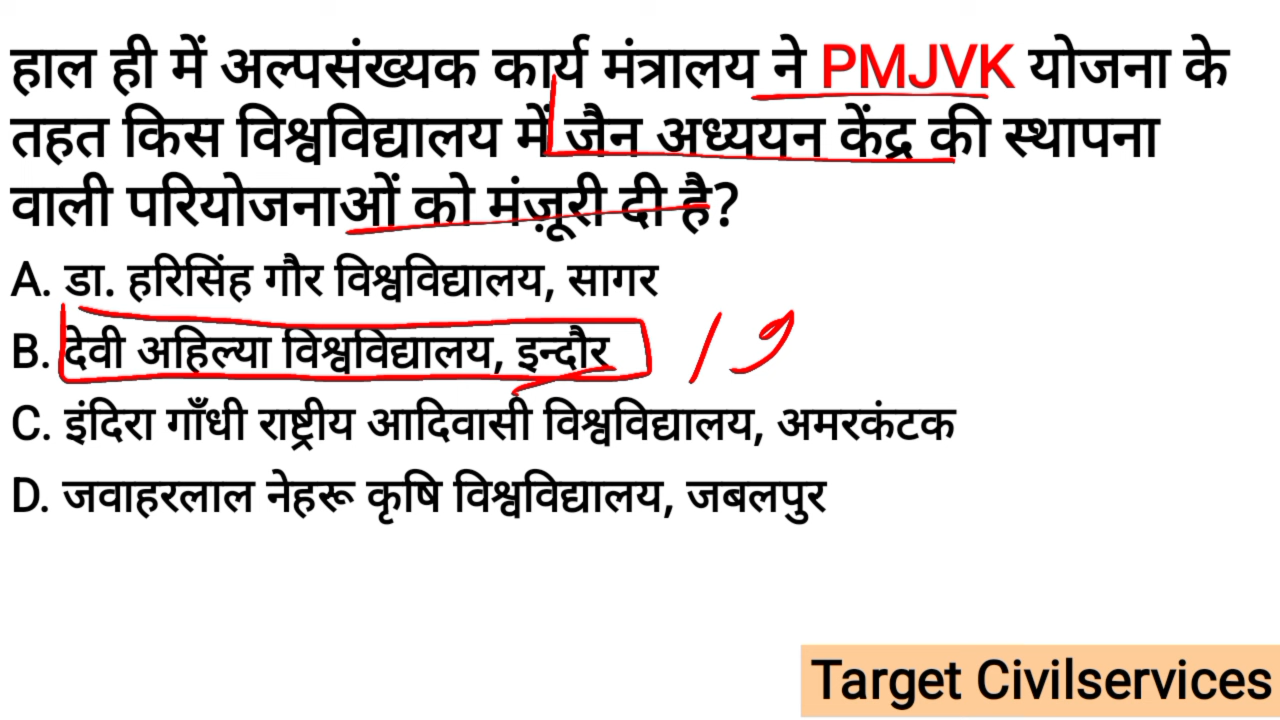 हाल ही में अल्पसंख्यक कार्य मंत्रालय ने PMJVK योजना के
तहत किस विश्वविद्यालय में जैन अध्ययन केंद्र की स्थापना
वाली परियोजनाओं को मंज़ूरी दी है?
A. डा. हरिसिंह गौर विश्वविद्यालय, सागर
B. देवी अहिल्या विश्वविद्यालय, इन्दौर
C. इंदिरा गाँधी राष्ट्रीय आदिवासी विश्वविद्यालय, अमरकंटक
D. जवाहरलाल नेहरू कृषि विश्वविद्यालय, जबलपुर
Target Civilservices